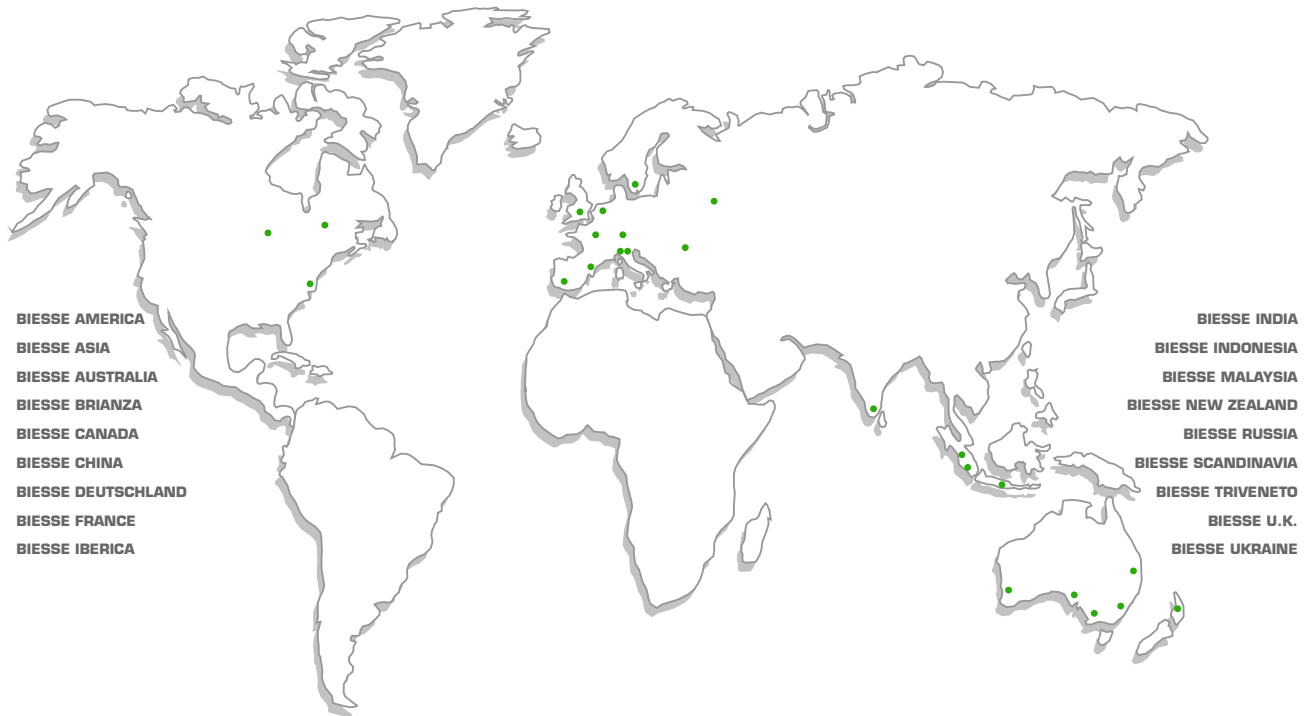 BIESSE AMERICA
BIESSE ASIA
BIESSE AUSTRALIA
BIESSE BRIANZA
BIESSE CANADA
BIESSE CHINA
BIESSE DEUTSCHLAND
BIESSE FRANCE
BIESSE IBERICA
BIESSE INDIA
BIESSE INDONESIA
BIESSE MALAYSIA
BIESSE NEW ZEALAND
BIESSE RUSSIA
BIESSE SCANDINAVIA
BIESSE TRIVENETO
BIESSE U.K.
BIESSE UKRAINE